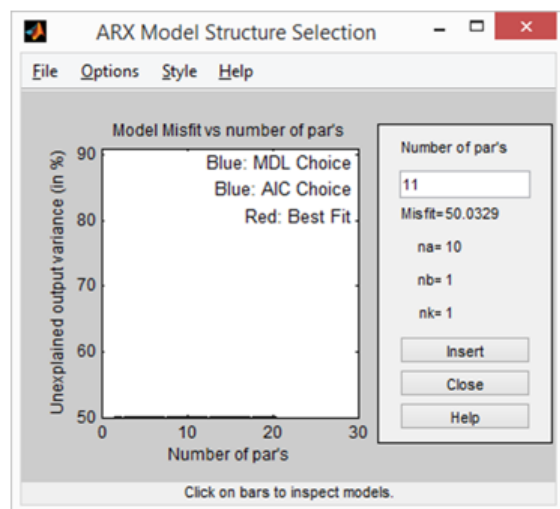 ARX Model Structure Selection
File Options Style Help
Model Misfit vs number of par's
Unexplained output variance (in %)
90
80
70
60
50
Blue: MDL Choice
Blue: AIC Choice
Red: Best Fit
0 10 20 30
Number of par's
Number of par's
11
Misfit=50.0329
na= 10
nb= 1
nk= 1
Insert
Close
Help
Click on bars to inspect models.